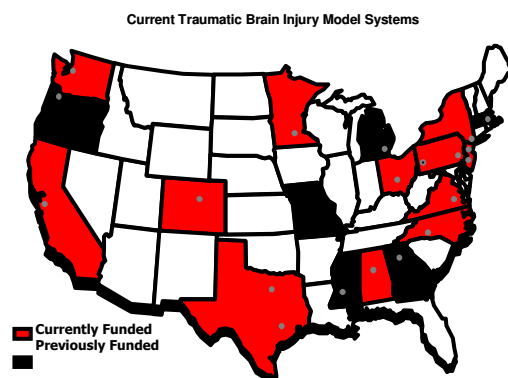 Current Traumatic Brain Injury Model Systems
Currently Funded
Previously Funded